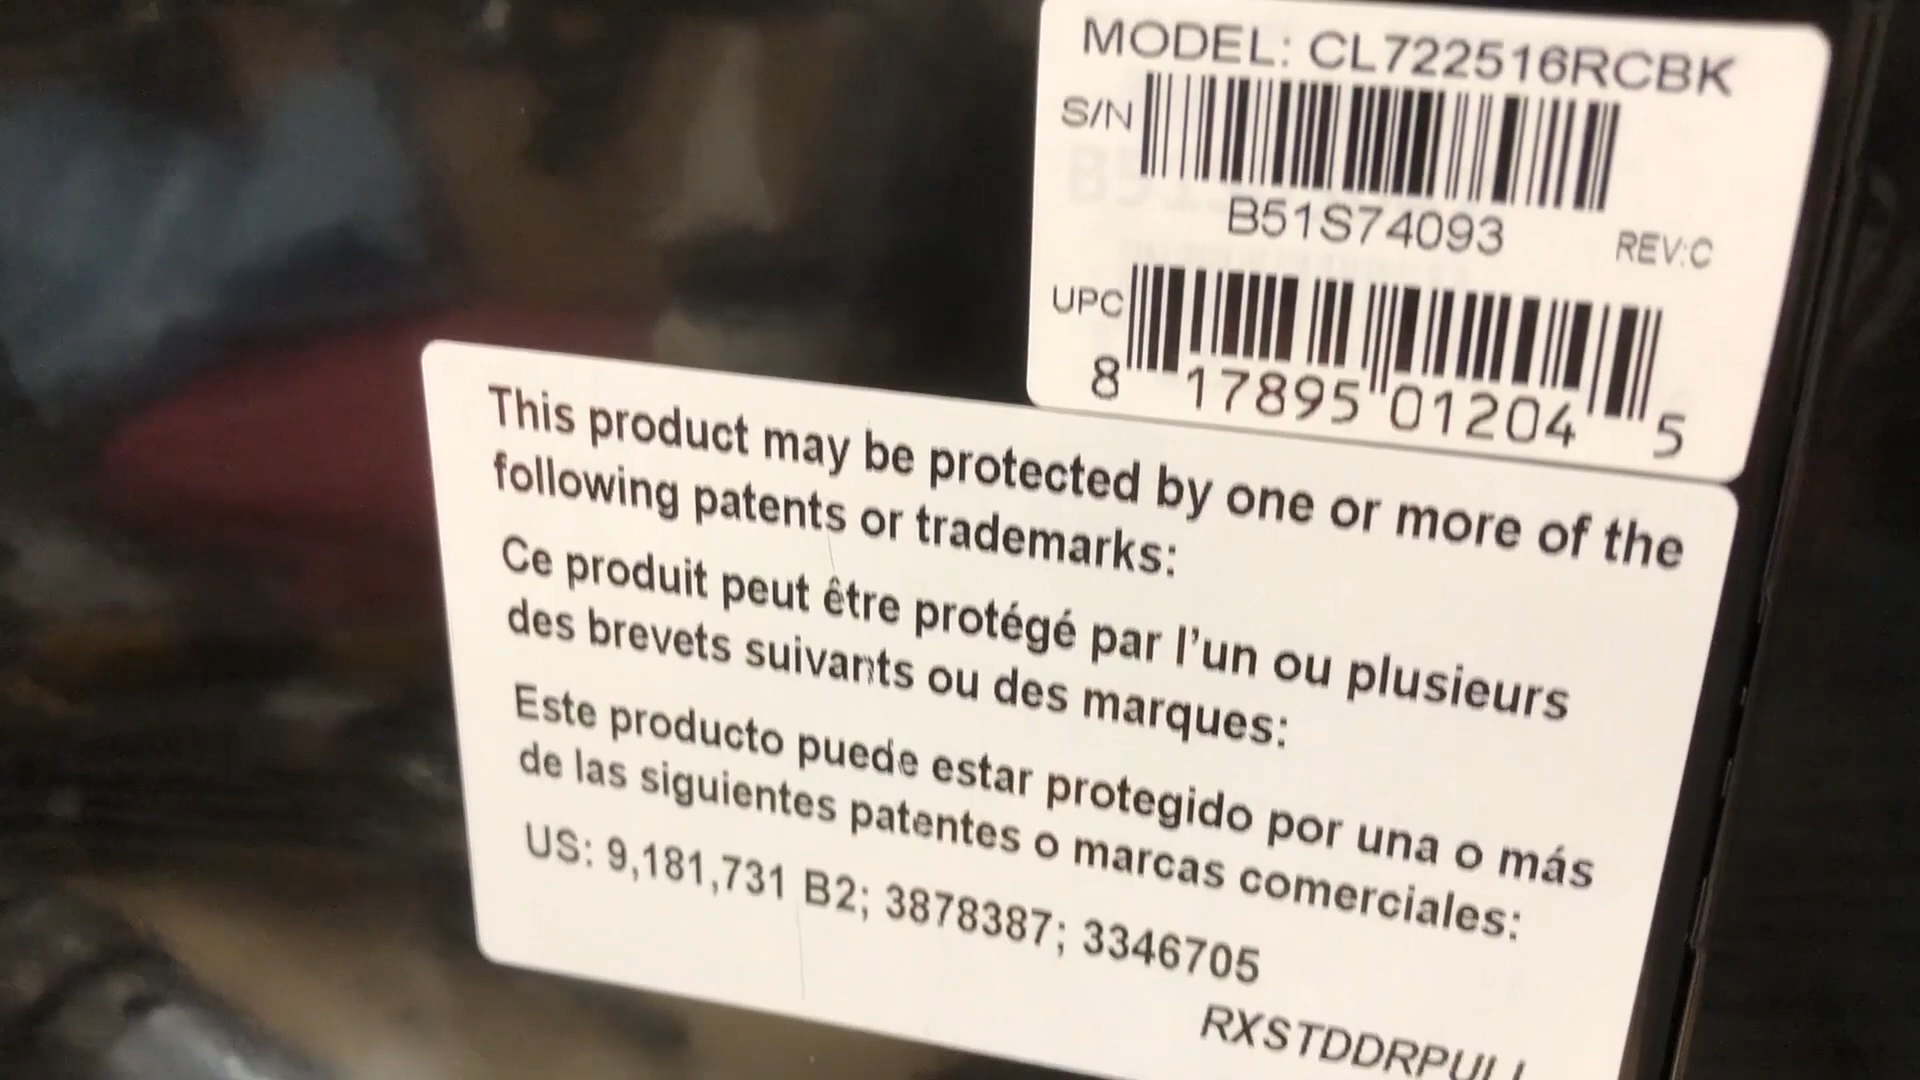 MODEL: CL722516RCBK
S/N
B51S74093
REV:C
UPC
8 17895 01204 5
This product may be protected by one or more of the
following patents or trademarks:
Ce produit peut être protégé par l'un ou plusieurs
des brevets suivants ou des marques:
Este producto puede estar protegido por una o más
de las siguientes patentes o marcas comerciales:
US: 9,181,731 B2; 3878387; 3346705
RXSTDDRPULL